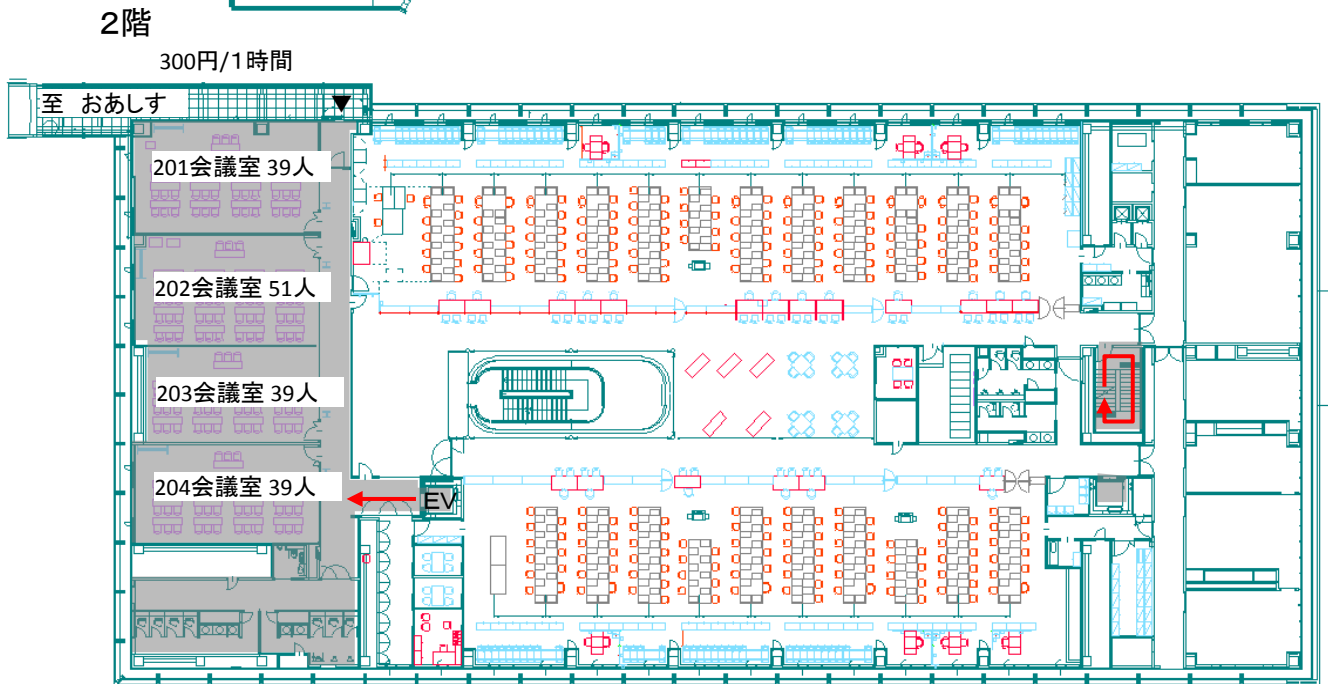 ２階
300円/１時間
至　おあしす
201会議室 39人
202会議室 51人
203会議室 39人
204会議室 39人
EV